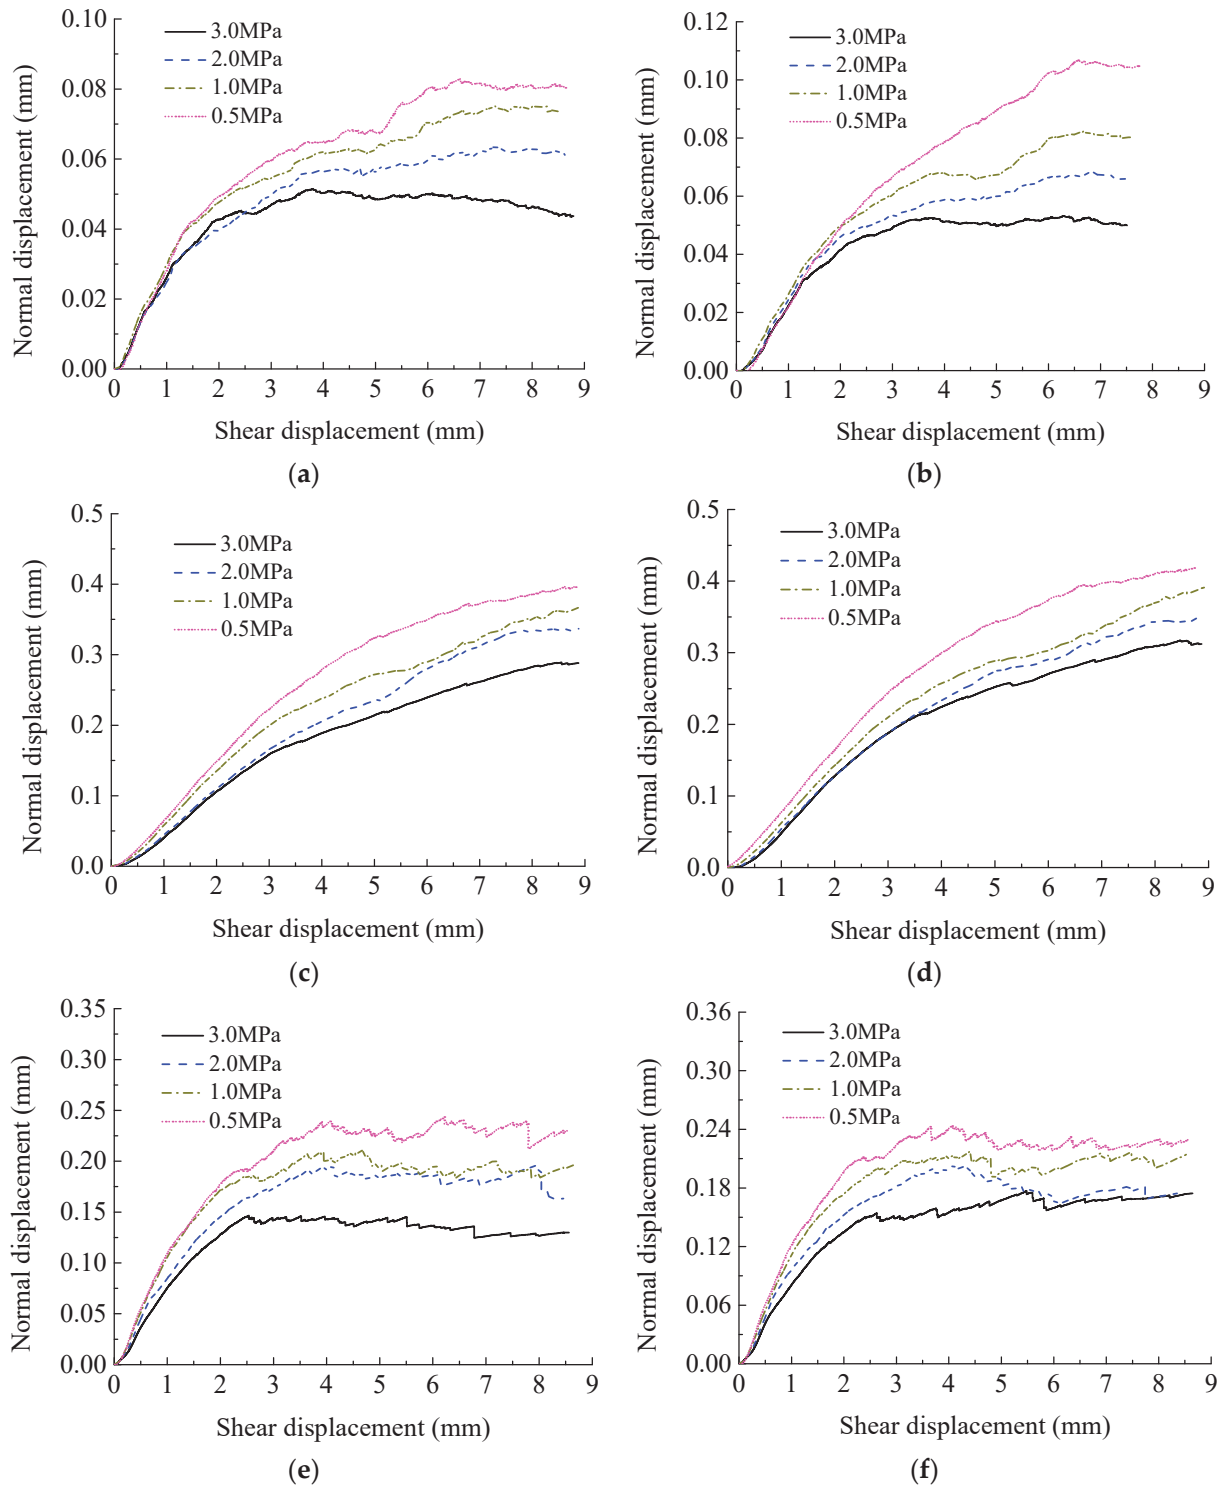 0.10
0.08
0.06
0.04
0.02
0.00
Normal displacement (mm)
3.0MPa
2.0MPa
1.0MPa
0.5MPa
0 1 2 3 4 5 6 7 8 9
Shear displacement (mm)
(a)
0.12
0.10
0.08
0.06
0.04
0.02
0.00
Normal displacement (mm)
3.0MPa
2.0MPa
1.0MPa
0.5MPa
0 1 2 3 4 5 6 7 8 9
Shear displacement (mm)
(b)
0.5
0.4
0.3
0.2
0.1
0.0
Normal displacement (mm)
3.0MPa
2.0MPa
1.0MPa
0.5MPa
0 1 2 3 4 5 6 7 8 9
Shear displacement (mm)
(c)
0.5
0.4
0.3
0.2
0.1
0.0
Normal displacement (mm)
3.0MPa
2.0MPa
1.0MPa
0.5MPa
0 1 2 3 4 5 6 7 8 9
Shear displacement (mm)
(d)
0.35
0.30
0.25
0.20
0.15
0.10
0.05
0.00
Normal displacement (mm)
3.0MPa
2.0MPa
1.0MPa
0.5MPa
0 1 2 3 4 5 6 7 8 9
Shear displacement (mm)
(e)
0.36
0.30
0.24
0.18
0.12
0.06
0.00
Normal displacement (mm)
3.0MPa
2.0MPa
1.0MPa
0.5MPa
0 1 2 3 4 5 6 7 8 9
Shear displacement (mm)
(f)